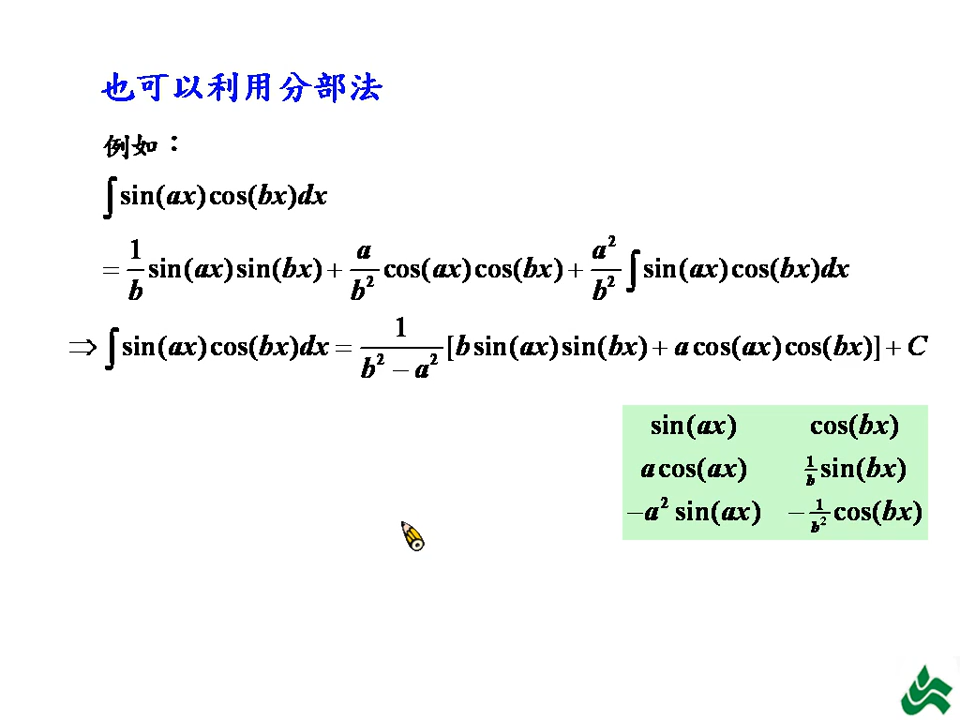 也可以利用分部法
例如：
∫sin(ax)cos(bx)dx
=1/b sin(ax)sin(bx)+a/b² cos(ax)cos(bx)+a²/b² ∫sin(ax)cos(bx)dx
⇒∫sin(ax)cos(bx)dx=1/(b²−a²)[b sin(ax)sin(bx)+a cos(ax)cos(bx)]+C
sin(ax) cos(bx)
a cos(ax) 1/b sin(bx)
−a² sin(ax) −1/b² cos(bx)